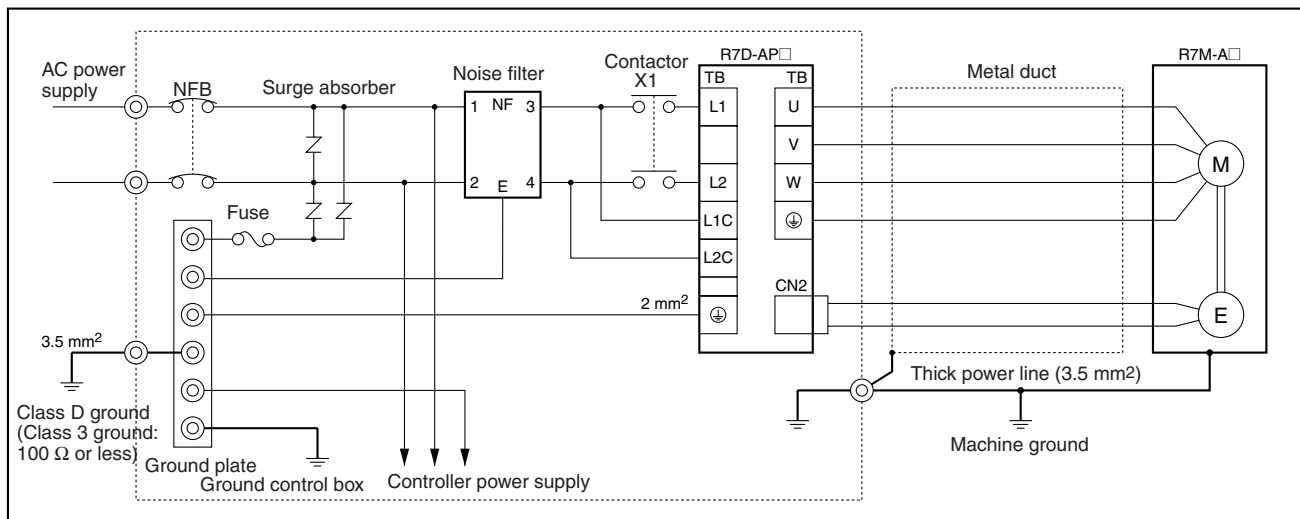 R7D-AP□
R7M-A□
AC power
supply
NFB
Surge absorber
Noise filter
Contactor
X1
TB
TB
Metal duct
1
NF
3
L1
U
V
M
2
E
4
L2
W
Fuse
L1C
L2C
CN2
2 mm²
E
3.5 mm²
Thick power line (3.5 mm²)
Class D ground
(Class 3 ground:
100 Ω or less)
Machine ground
Ground plate
Ground control box
Controller power supply